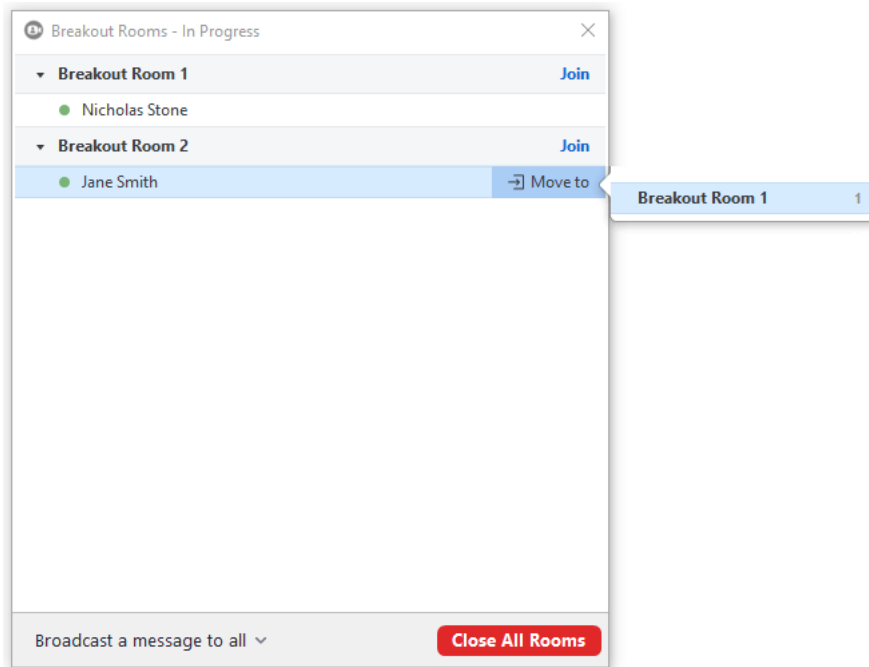 Breakout Rooms - In Progress
Breakout Room 1 Join
Nicholas Stone
Breakout Room 2 Join
Jane Smith Move to
Breakout Room 1 1
Broadcast a message to all Close All Rooms